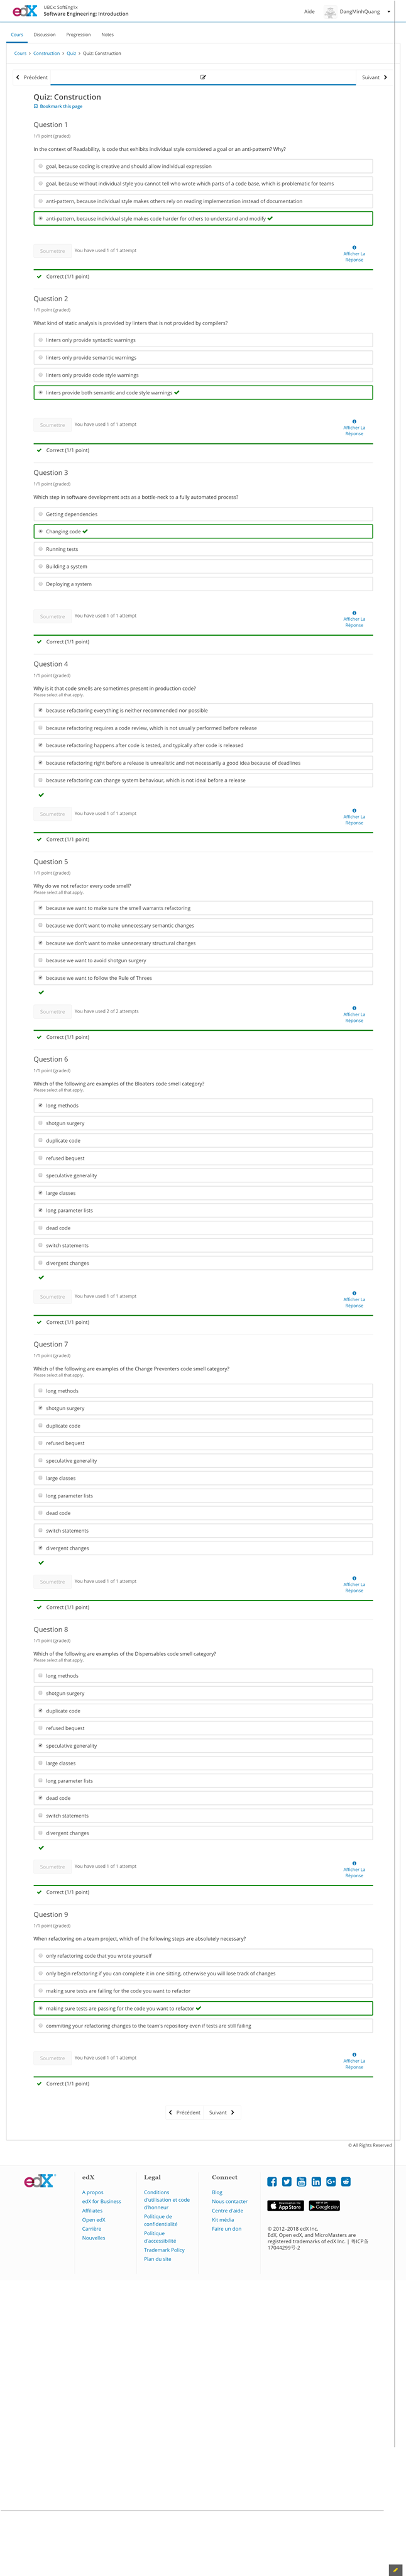 edX
UBCx: SoftEng1x
Software Engineering: Introduction
Aide
DangMInhQuang
Cours
Discussion
Progression
Notes
Cours > Construction > Quiz > Quiz: Construction
Précédent
Suivant
Quiz: Construction
Bookmark this page
Question 1
1/1 point (graded)
In the context of Readability, is code that exhibits individual style considered a goal or an anti-pattern? Why?
goal, because coding is creative and should allow individual expression
goal, because without individual style you cannot tell who wrote which parts of a code base, which is problematic for teams
anti-pattern, because individual style makes others rely on reading implementation instead of documentation
anti-pattern, because individual style makes code harder for others to understand and modify
Soumettre
You have used 1 of 1 attempt
Afficher La
Réponse
Correct (1/1 point)
Question 2
1/1 point (graded)
What kind of static analysis is provided by linters that is not provided by compilers?
linters only provide syntactic warnings
linters only provide semantic warnings
linters only provide code style warnings
linters provide both semantic and code style warnings
Soumettre
You have used 1 of 1 attempt
Afficher La
Réponse
Correct (1/1 point)
Question 3
1/1 point (graded)
Which step in software development acts as a bottle-neck to a fully automated process?
Getting dependencies
Changing code
Running tests
Building a system
Deploying a system
Soumettre
You have used 1 of 1 attempt
Afficher La
Réponse
Correct (1/1 point)
Question 4
1/1 point (graded)
Why is it that code smells are sometimes present in production code?
Please select all that apply.
because refactoring everything is neither recommended nor possible
because refactoring requires a code review, which is not usually performed before release
because refactoring happens after code is tested, and typically after code is released
because refactoring right before a release is unrealistic and not necessarily a good idea because of deadlines
because refactoring can change system behaviour, which is not ideal before a release
Soumettre
You have used 1 of 1 attempt
Afficher La
Réponse
Correct (1/1 point)
Question 5
1/1 point (graded)
Why do we not refactor every code smell?
Please select all that apply.
because we want to make sure the smell warrants refactoring
because we don't want to make unnecessary semantic changes
because we don't want to make unnecessary structural changes
because we want to avoid shotgun surgery
because we want to follow the Rule of Threes
Soumettre
You have used 2 of 2 attempts
Afficher La
Réponse
Correct (1/1 point)
Question 6
1/1 point (graded)
Which of the following are examples of the Bloaters code smell category?
Please select all that apply.
long methods
shotgun surgery
duplicate code
refused bequest
speculative generality
large classes
long parameter lists
dead code
switch statements
divergent changes
Soumettre
You have used 1 of 1 attempt
Afficher La
Réponse
Correct (1/1 point)
Question 7
1/1 point (graded)
Which of the following are examples of the Change Preventers code smell category?
Please select all that apply.
long methods
shotgun surgery
duplicate code
refused bequest
speculative generality
large classes
long parameter lists
dead code
switch statements
divergent changes
Soumettre
You have used 1 of 1 attempt
Afficher La
Réponse
Correct (1/1 point)
Question 8
1/1 point (graded)
Which of the following are examples of the Dispensables code smell category?
Please select all that apply.
long methods
shotgun surgery
duplicate code
refused bequest
speculative generality
large classes
long parameter lists
dead code
switch statements
divergent changes
Soumettre
You have used 1 of 1 attempt
Afficher La
Réponse
Correct (1/1 point)
Question 9
1/1 point (graded)
When refactoring on a team project, which of the following steps are absolutely necessary?
only refactoring code that you wrote yourself
only begin refactoring if you can complete it in one sitting, otherwise you will lose track of changes
making sure tests are failing for the code you want to refactor
making sure tests are passing for the code you want to refactor
commiting your refactoring changes to the team's repository even if tests are still failing
Soumettre
You have used 1 of 1 attempt
Afficher La
Réponse
Correct (1/1 point)
Précédent
Suivant
© All Rights Reserved
edX
edX
A propos
edX for Business
Affiliates
Open edX
Carrière
Nouvelles
Legal
Conditions
d'utilisation et code
d'honneur
Politique de
confidentialité
Politique
d'accessibilité
Trademark Policy
Plan du site
Connect
Blog
Nous contacter
Centre d'aide
Kit média
Faire un don
App Store
Google Play
© 2012–2018 edX Inc.
EdX, Open edX, and MicroMasters are
registered trademarks of edX Inc. | 粤ICP备
17044299号-2